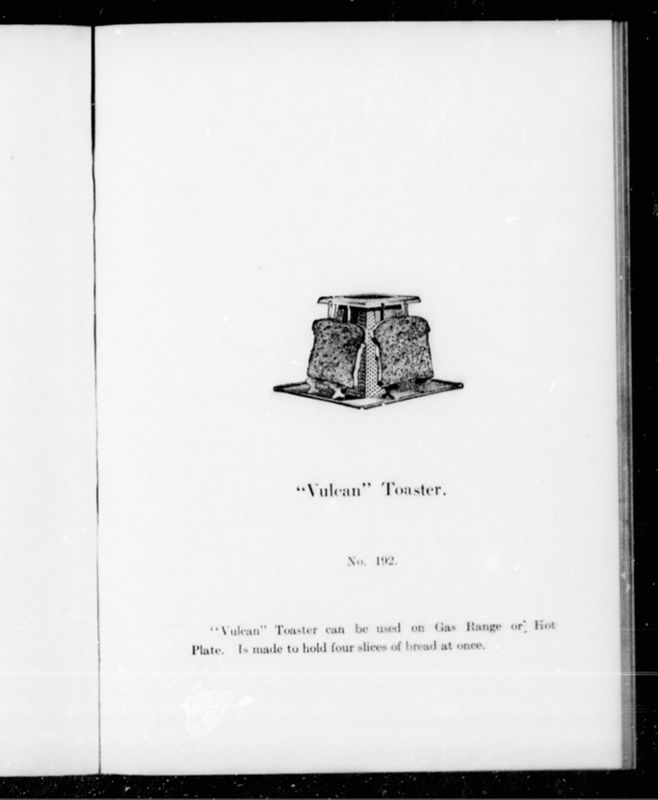 “Vulcan” Toaster.
No. 192.
“Vulcan” Toaster can be used on Gas Range or Hot
Plate. Is made to hold four slices of bread at once.